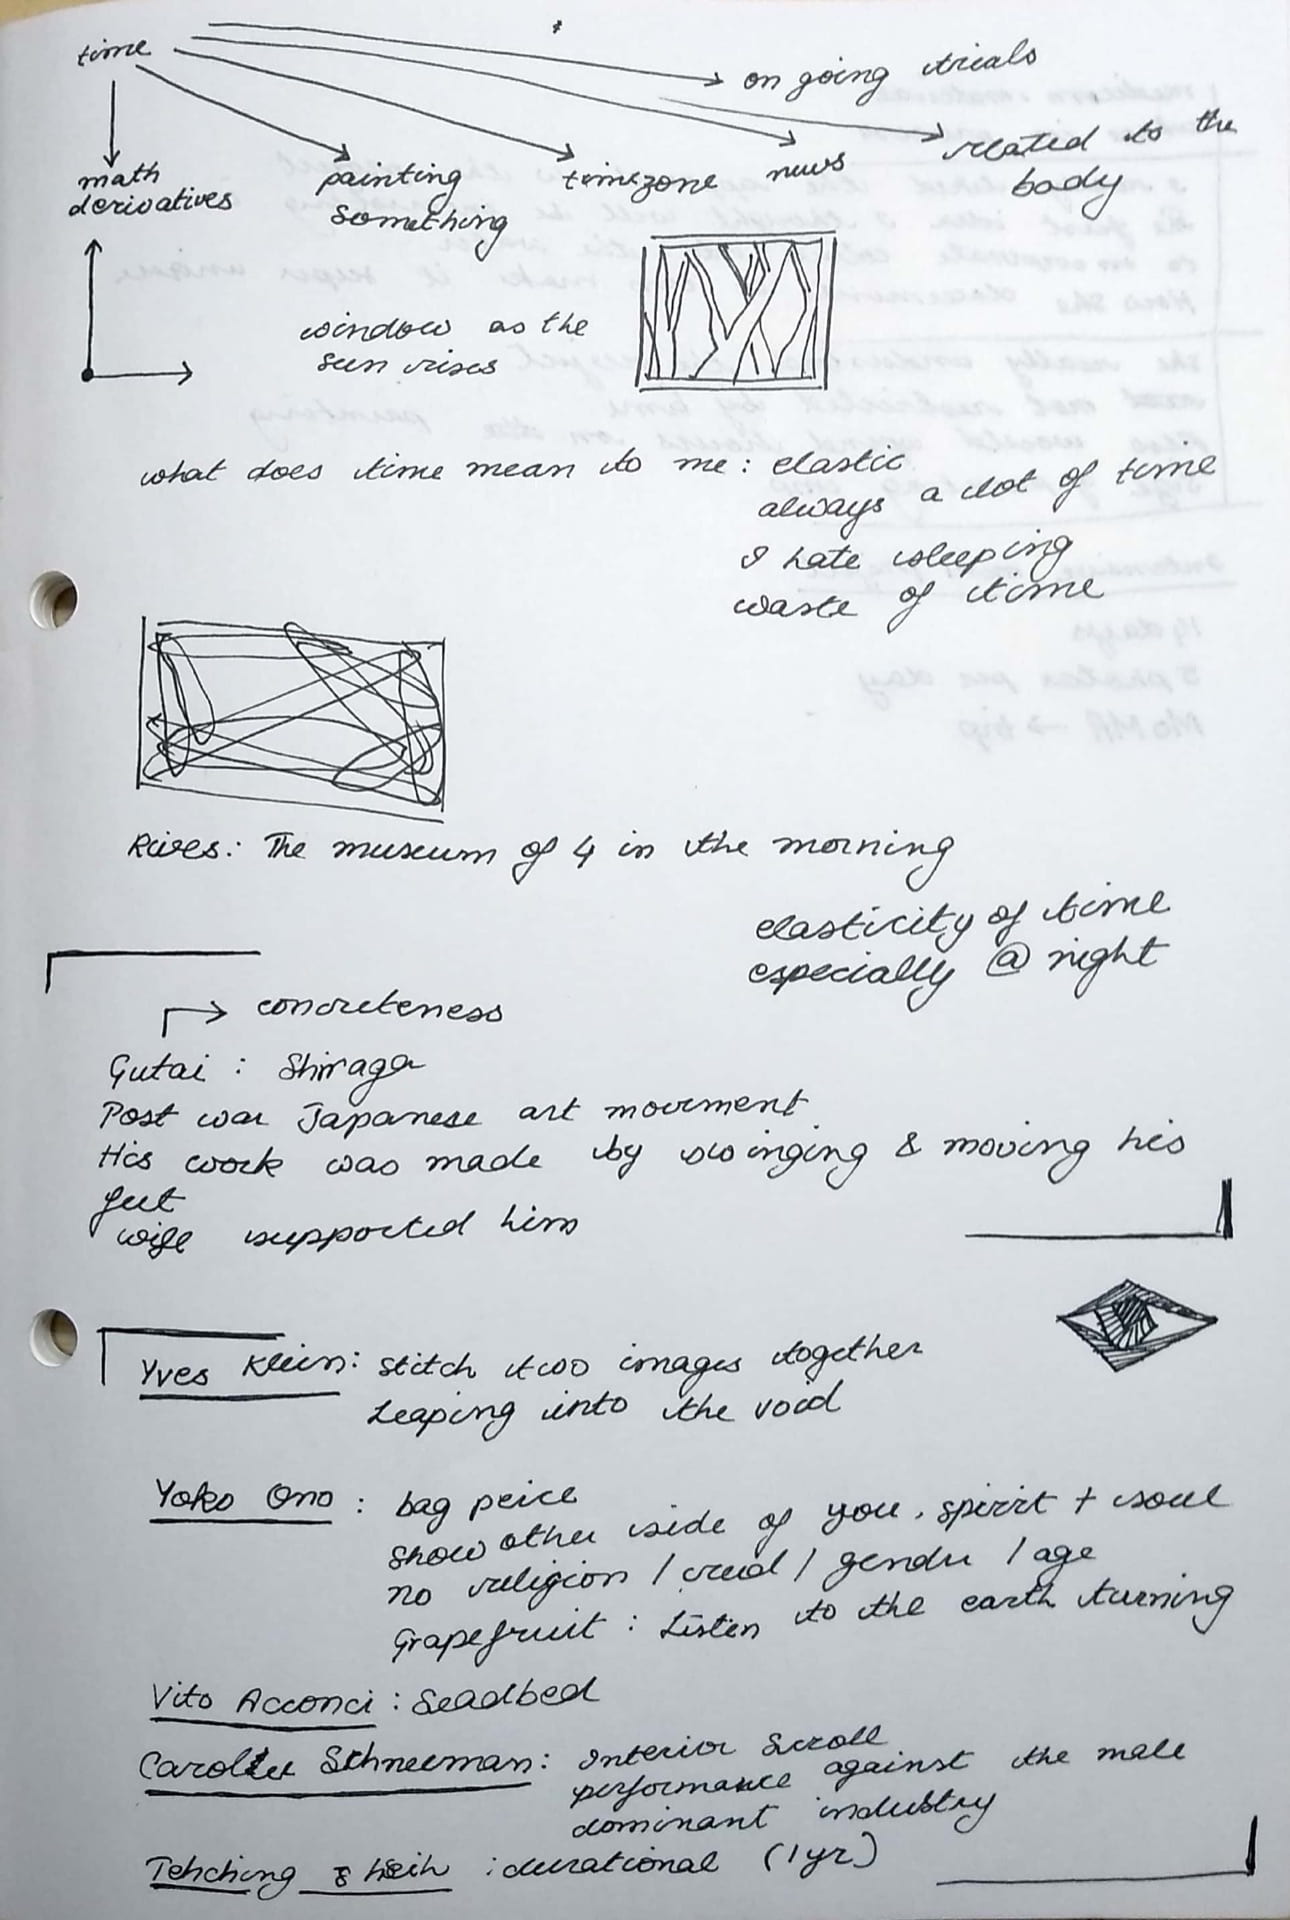 time
on going trials
math
derivatives
painting
something
timezone
news
related to the
body
window as the
sun rises
what does time mean to me: elastic
always a lot of time
I hate sleeping
waste of time
Rives: The museum of 4 in the morning
elasticity of time
especially @ night
concreteness
Gutai : Shiraga
Post war Japanese art movement
His work was made by swinging & moving his
feet
wife supported him
Yves Klein: Stitch two images together
Leaping into the void
Yoko Ono : bag peice
show other side of you, spirit + soul
no religion / creed / gender / age
Grapefruit : Listen to the earth turning
Vito Acconci : Seadbed
Schneeman: Interior Scroll
performance against the male
dominant industry
Tehching : durational (1yr)